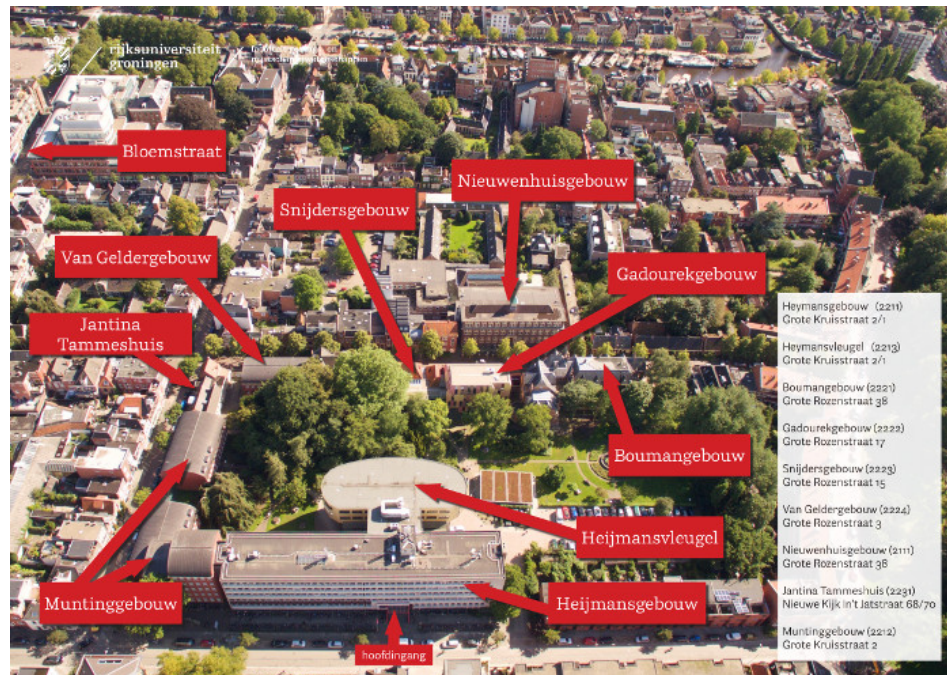 rijksuniversiteit
groningen
Bloemstraat
Nieuwenhuisgebouw
Snijdersgebouw
Van Geldergebouw
Gadourekgebouw
Jantina
Tammeshuis
Boumangebouw
Heijmansvleugel
Muntinggebouw
Heijmansgebouw
hoofdingang
Heymansgebouw (2211)
Grote Kruisstraat 2/1
Heymansvleugel (2213)
Grote Kruisstraat 2/1
Boumangebouw (2221)
Grote Rozenstraat 38
Gadourekgebouw (2222)
Grote Rozenstraat 17
Snijdersgebouw (2223)
Grote Rozenstraat 15
Van Geldergebouw (2224)
Grote Rozenstraat 3
Nieuwenhuisgebouw (2111)
Grote Rozenstraat 38
Jantina Tammeshuis (2231)
Nieuwe Kijk in't Jatstraat 68/70
Muntinggebouw (2212)
Grote Kruisstraat 2